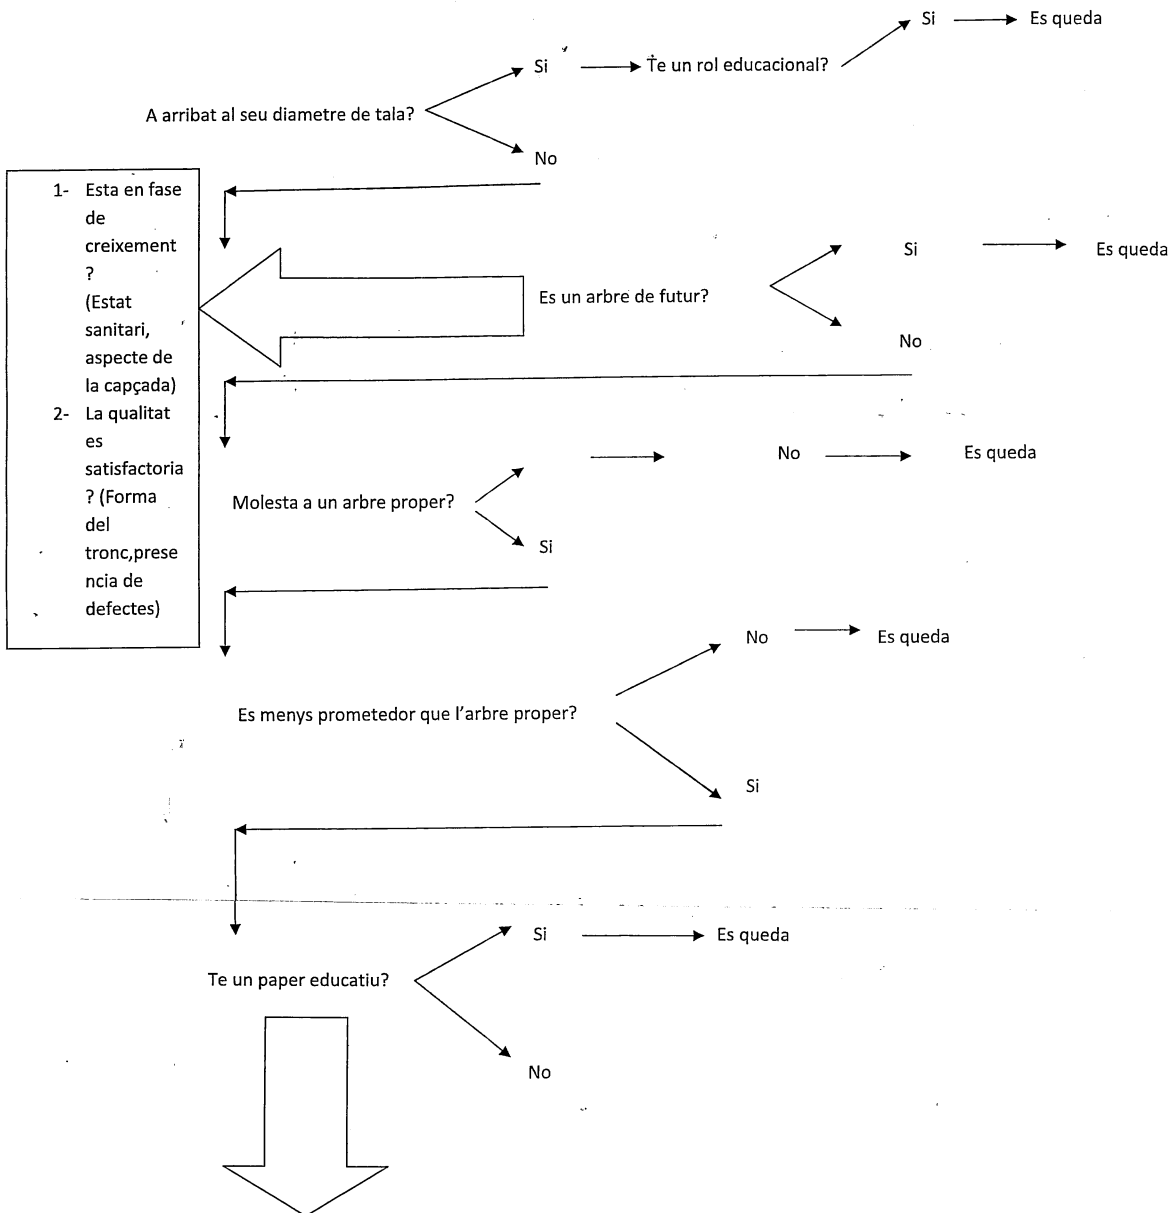 Si
Es queda
Si
Te un rol educacional?
A arribat al seu diametre de tala?
No
1- Esta en fase
de
creixement
?
(Estat
sanitari,
aspecte de
la capçada)
2- La qualitat
es
satisfactoria
? (Forma
del
tronc,prese
ncia de
defectes)
Si
Es queda
Es un arbre de futur?
No
No
Es queda
Molesta a un arbre proper?
Si
No
Es queda
Es menys prometedor que l'arbre proper?
Si
Si
Es queda
Te un paper educatiu?
No